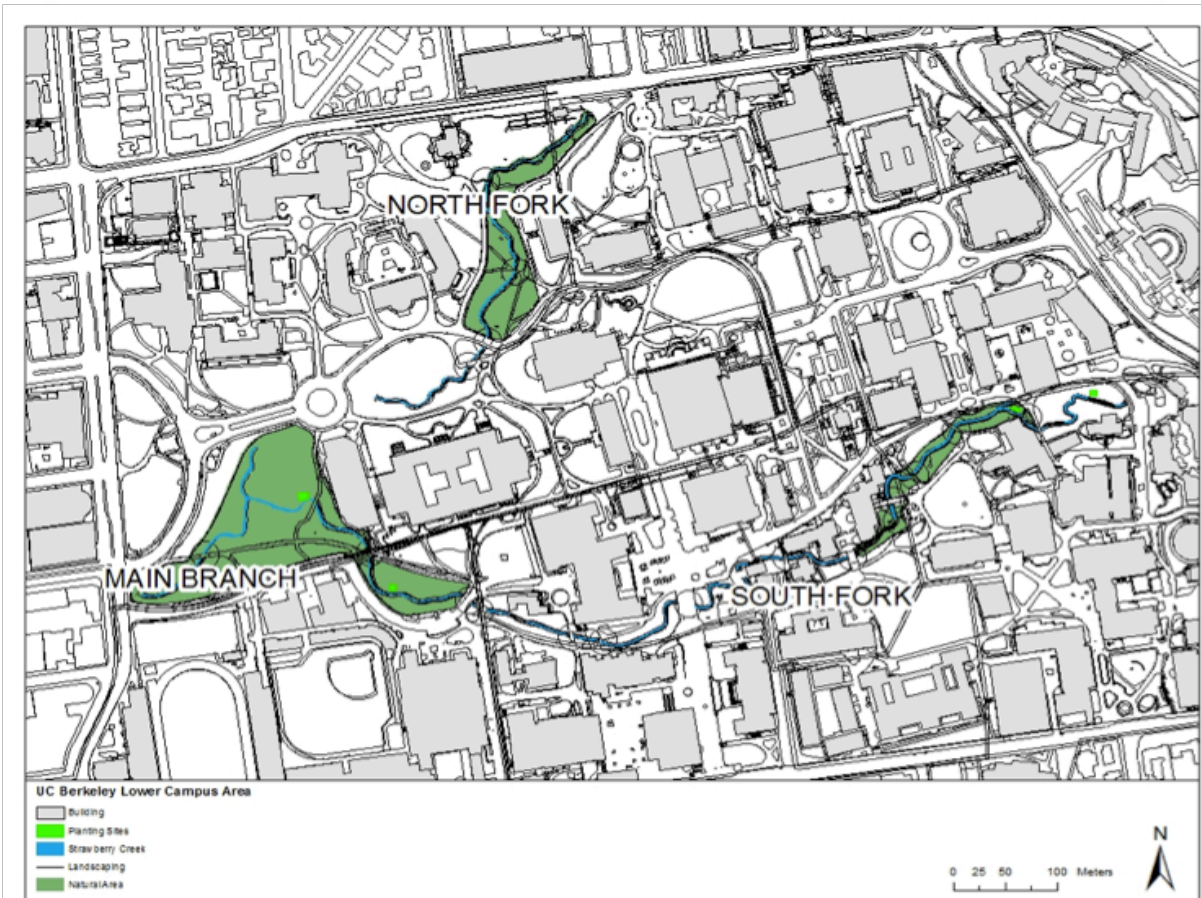 NORTH FORK
MAIN BRANCH
SOUTH FORK
UC Berkeley Lower Campus Area
Building
Planting Sites
Strawberry Creek
Landscaping
Natural Area
N
0 25 50 100 Meters